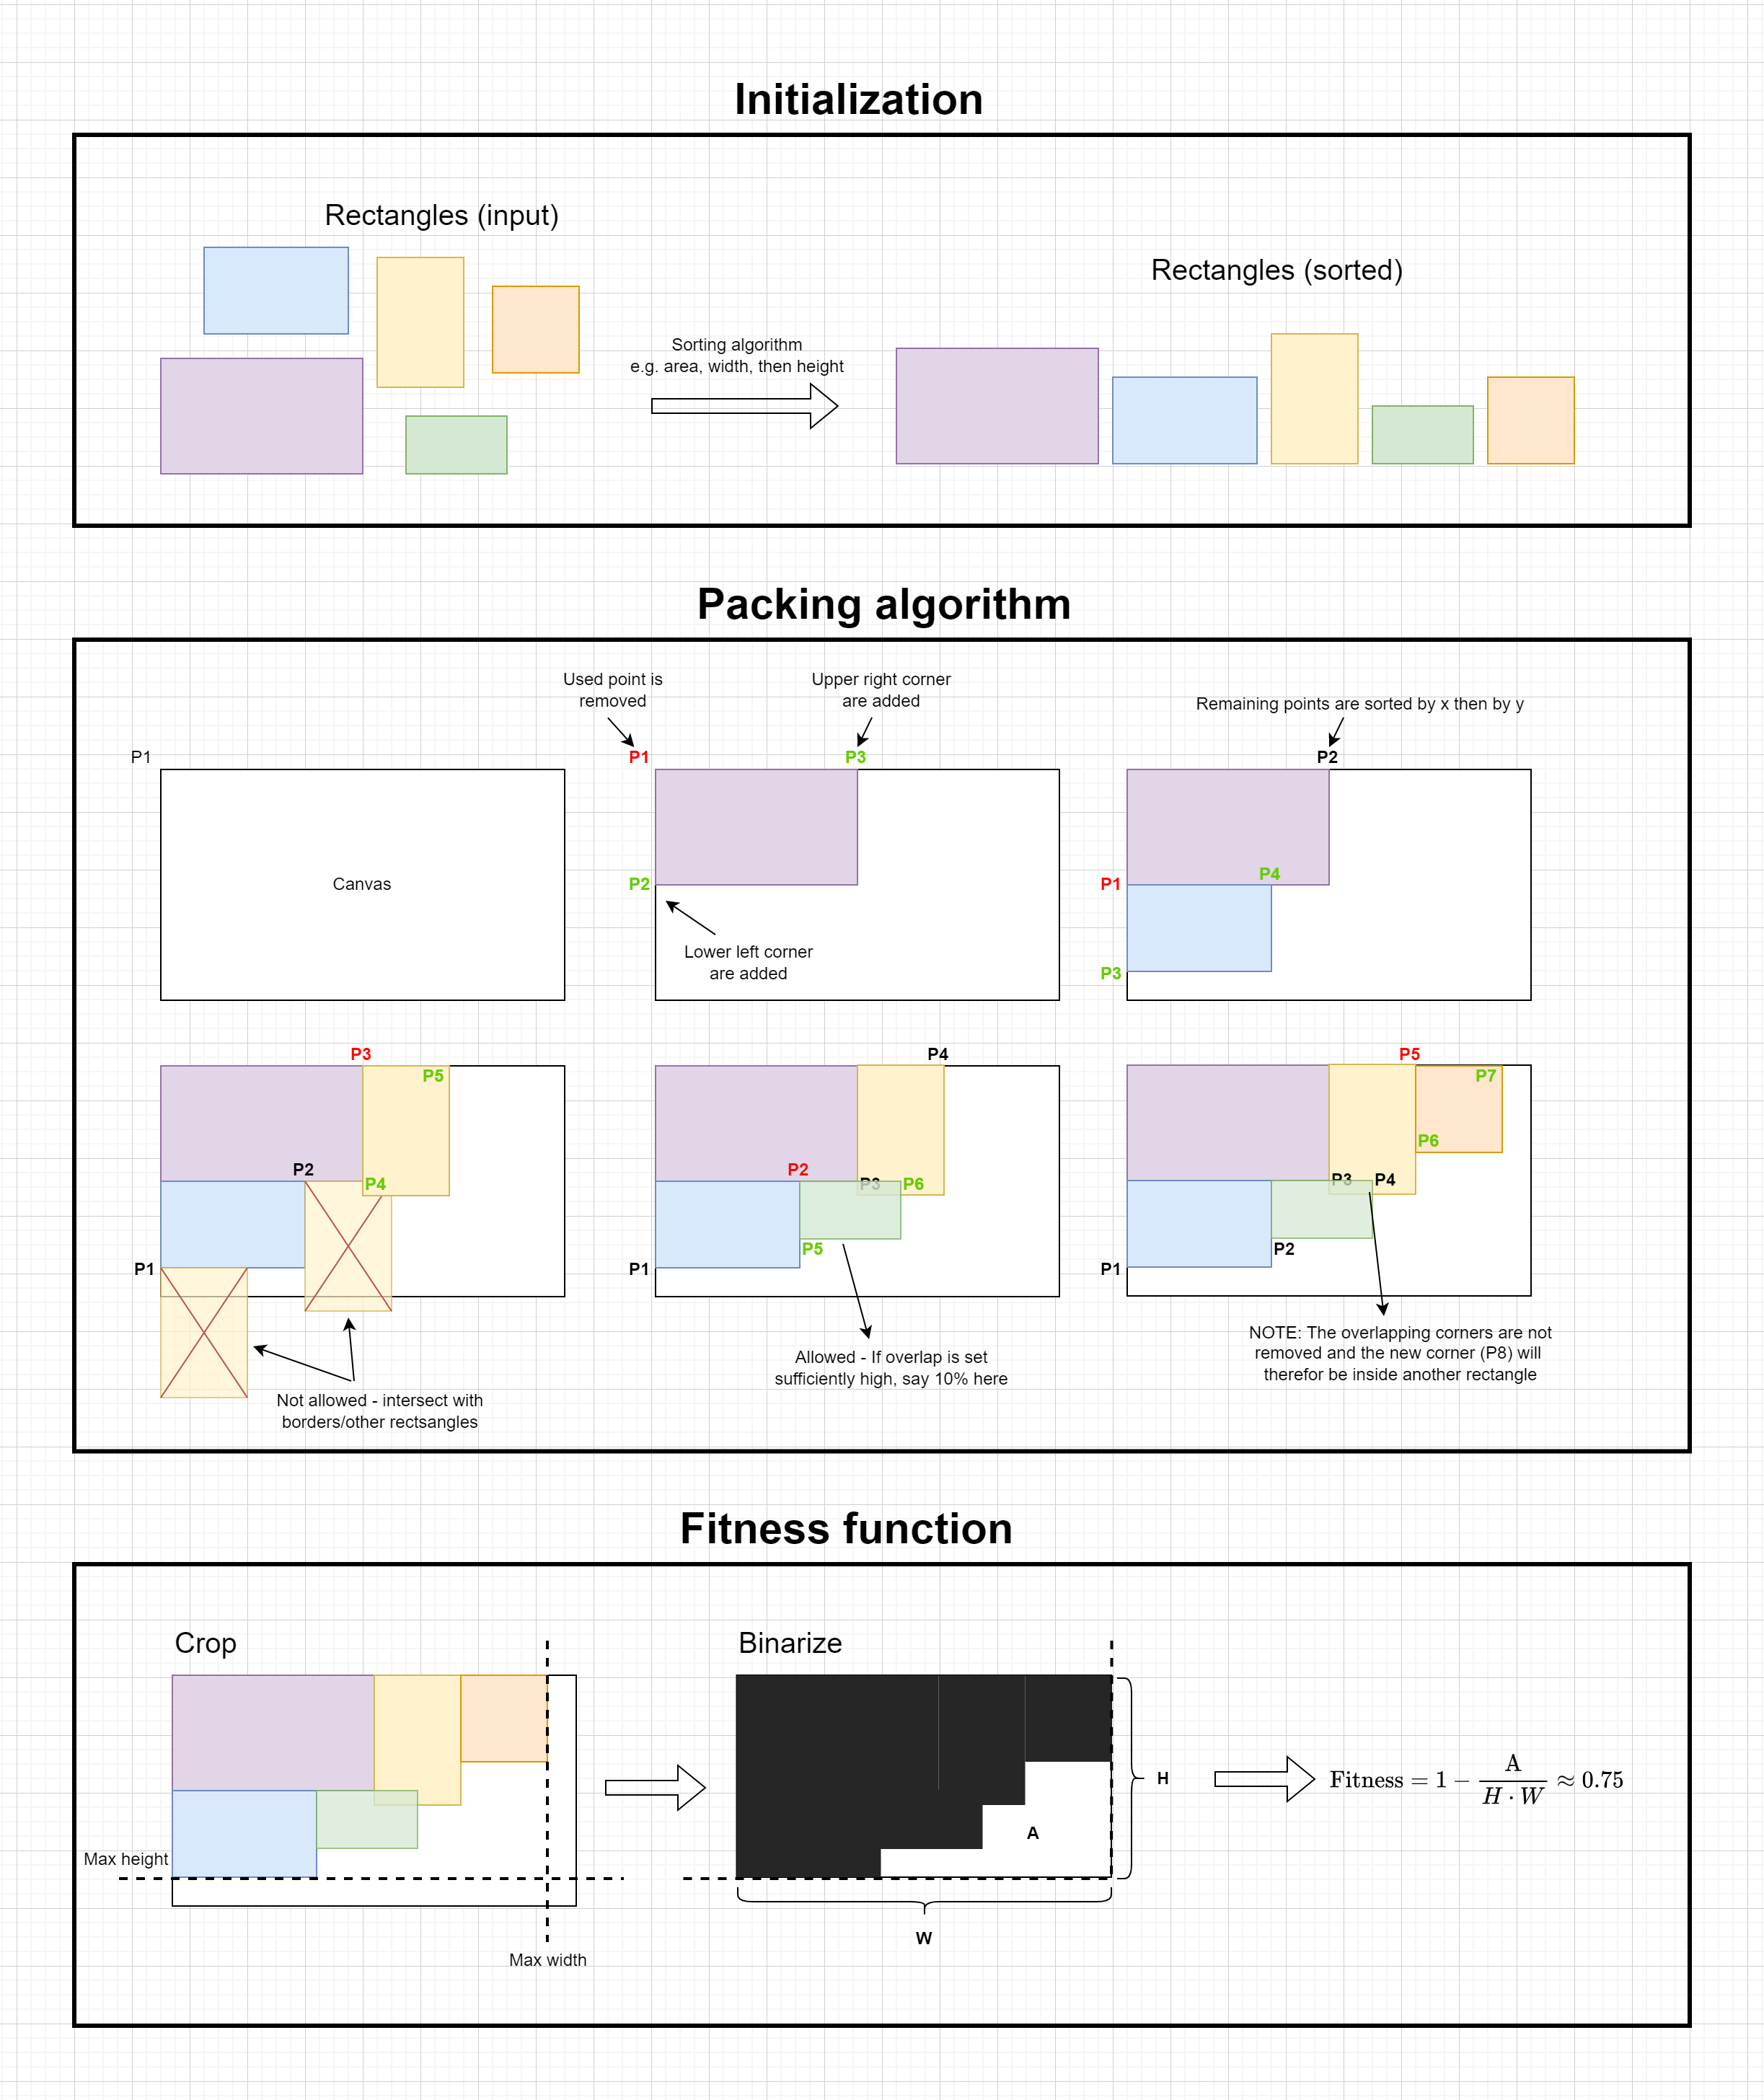 Initialization
Rectangles (input)
Rectangles (sorted)
Sorting algorithm
e.g. area, width, then height
Packing algorithm
Used point is
removed
Upper right corner
are added
Remaining points are sorted by x then by y
P1
P1
P3
P2
Canvas
P2
P1
P4
Lower left corner
are added
P3
P3
P5
P2
P4
P1
Not allowed - intersect with
borders/other rectsangles
P4
P2
P3
P6
P5
P1
Allowed - If overlap is set
sufficiently high, say 10% here
P5
P7
P6
P3
P4
P2
P1
NOTE: The overlapping corners are not
removed and the new corner (P8) will
therefor be inside another rectangle
Fitness function
Crop
Max height
Max width
Binarize
A
H
W
Fitness = 1 − A / H · W ≈ 0.75